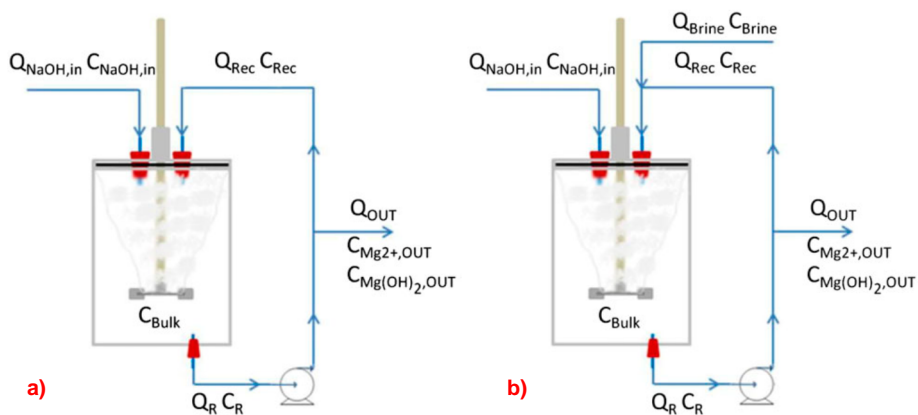 Q_NaOH,in C_NaOH,in
Q_Rec C_Rec
Q_OUT
C_Mg2+,OUT
C_Mg(OH)2,OUT
C_Bulk
a)
Q_R C_R
Q_Brine C_Brine
Q_NaOH,in C_NaOH,in
Q_Rec C_Rec
Q_OUT
C_Mg2+,OUT
C_Mg(OH)2,OUT
C_Bulk
b)
Q_R C_R